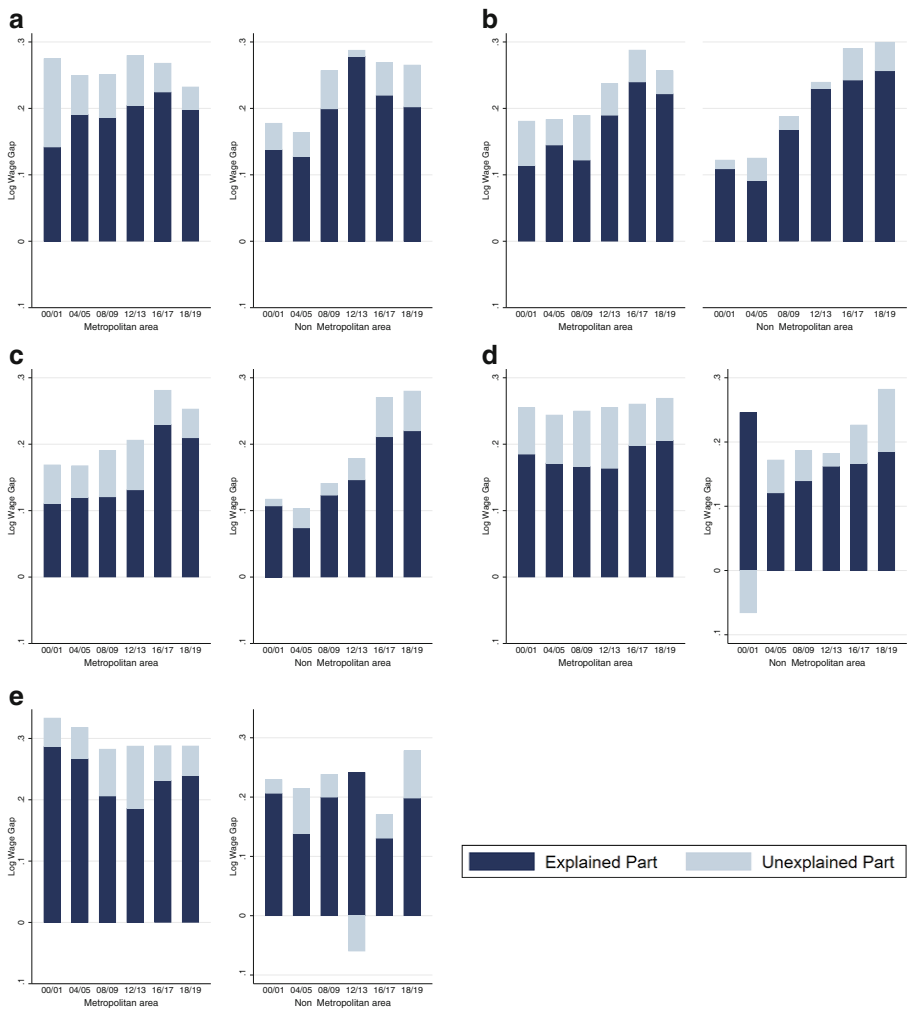 a
.3
.2
.1
0
.1
Log Wage Gap
00/01 04/05 08/09 12/13 16/17 18/19
Metropolitan area
.3
.2
.1
0
.1
Log Wage Gap
00/01 04/05 08/09 12/13 16/17 18/19
Non Metropolitan area
b
.3
.2
.1
0
.1
Log Wage Gap
00/01 04/05 08/09 12/13 16/17 18/19
00/01 04/05 08/09 12/13 16/17 18/19
Non Metropolitan area
c
.3
.2
.1
0
.1
Log Wage Gap
00/01 04/05 08/09 12/13 16/17 18/19
Metropolitan area
.3
.2
.1
0
.1
Log Wage Gap
00/01 04/05 08/09 12/13 16/17 18/19
Non Metropolitan area
d
.3
.2
.1
0
.1
Log Wage Gap
00/01 04/05 08/09 12/13 16/17 18/19
Metropolitan area
.3
.2
.1
0
.1
Log Wage Gap
00/01 04/05 08/09 12/13 16/17 18/19
Non Metropolitan area
e
.3
.2
.1
0
.1
Log Wage Gap
00/01 04/05 08/09 12/13 16/17 18/19
Metropolitan area
.3
.2
.1
0
.1
Log Wage Gap
00/01 04/05 08/09 12/13 16/17 18/19
Non Metropolitan area
Explained Part
Unexplained Part